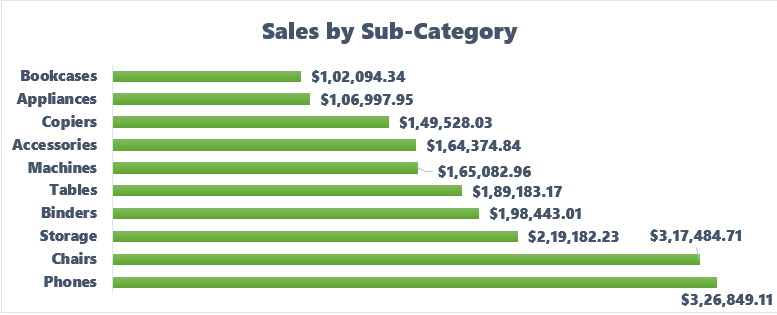 Sales by Sub-Category
Bookcases $1,02,094.34
Appliances $1,06,997.95
Copiers $1,49,528.03
Accessories $1,64,374.84
Machines $1,65,082.96
Tables $1,89,183.17
Binders $1,98,443.01
Storage $2,19,182.23
Chairs $3,17,484.71
Phones $3,26,849.11